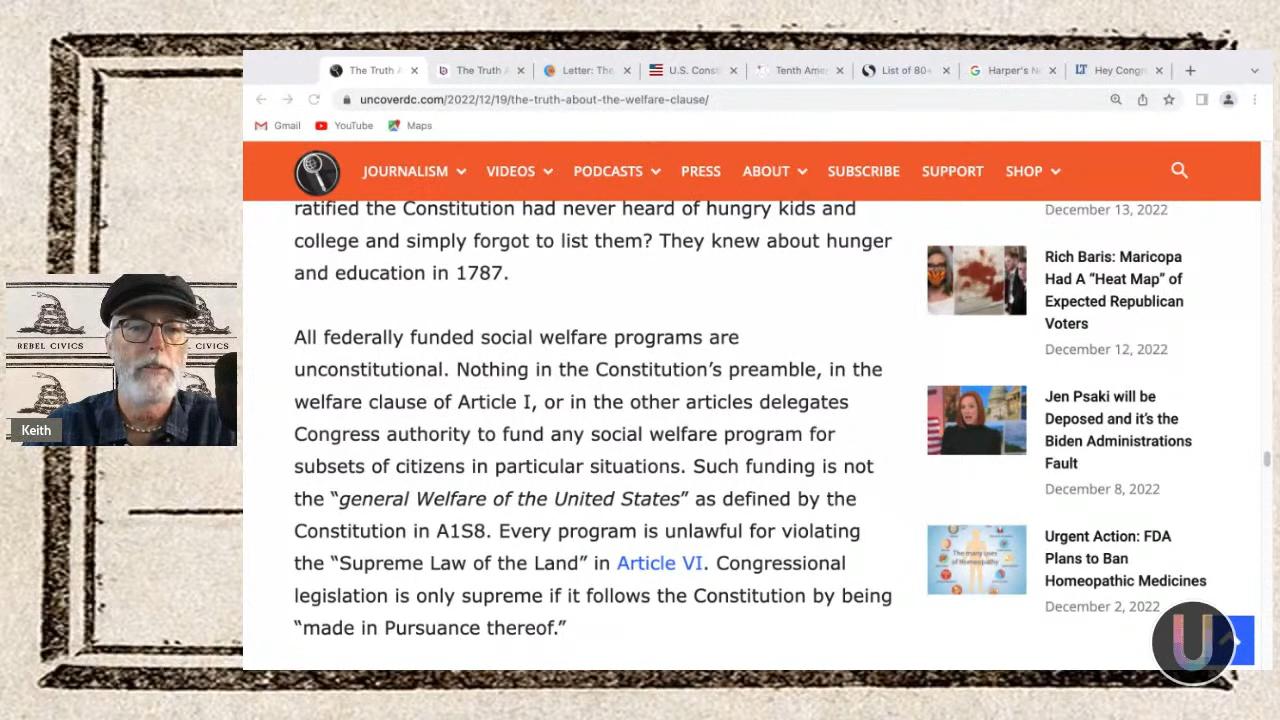 The Truth A
The Truth A
Letter: The
U.S. Consti
Tenth Ame
List of 80+
Harper's Ne
Hey Congr
uncoverdc.com/2022/12/19/the-truth-about-the-welfare-clause/
Gmail
YouTube
Maps
JOURNALISM
VIDEOS
PODCASTS
PRESS
ABOUT
SUBSCRIBE
SUPPORT
SHOP
ratified the Constitution had never heard of hungry kids and
college and simply forgot to list them? They knew about hunger
and education in 1787.
All federally funded social welfare programs are
unconstitutional. Nothing in the Constitution’s preamble, in the
welfare clause of Article I, or in the other articles delegates
Congress authority to fund any social welfare program for
subsets of citizens in particular situations. Such funding is not
the “general Welfare of the United States” as defined by the
Constitution in A1S8. Every program is unlawful for violating
the “Supreme Law of the Land” in Article VI. Congressional
legislation is only supreme if it follows the Constitution by being
“made in Pursuance thereof.”
December 13, 2022
Rich Baris: Maricopa
Had A “Heat Map” of
Expected Republican
Voters
December 12, 2022
Jen Psaki will be
Deposed and it’s the
Biden Administrations
Fault
December 8, 2022
The many uses
of Homeopathy
Urgent Action: FDA
Plans to Ban
Homeopathic Medicines
December 2, 2022
U
REBEL CIVICS
L CIVICS
Keith